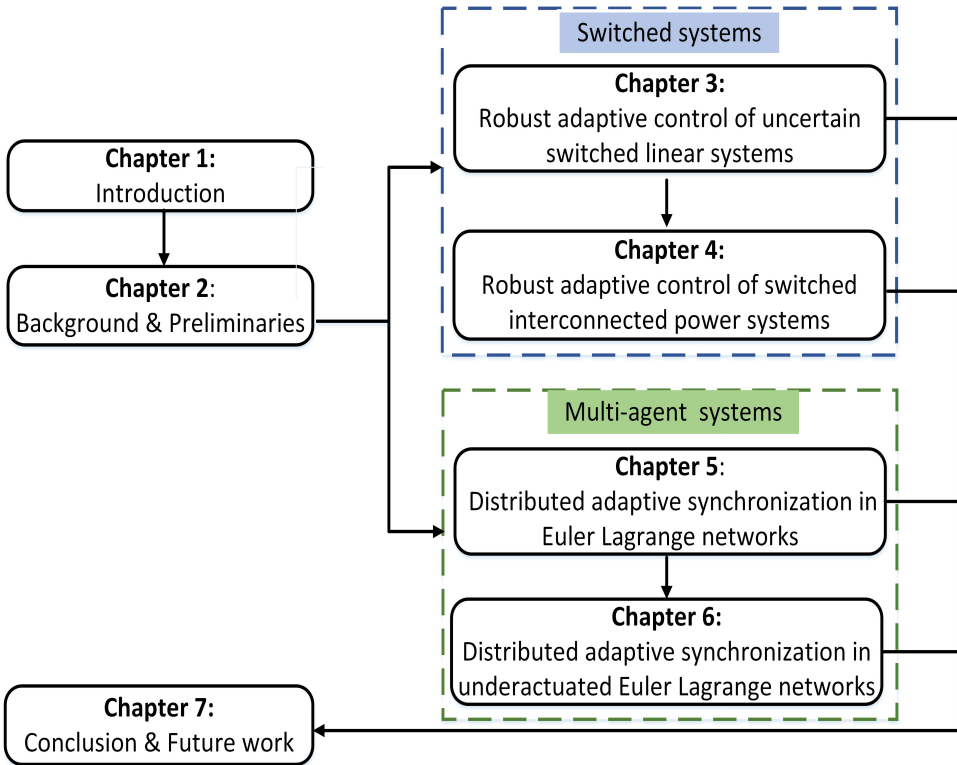 Chapter 1:
Introduction
Chapter 2:
Background & Preliminaries
Switched systems
Chapter 3:
Robust adaptive control of uncertain
switched linear systems
Chapter 4:
Robust adaptive control of switched
interconnected power systems
Multi-agent systems
Chapter 5:
Distributed adaptive synchronization in
Euler Lagrange networks
Chapter 6:
Distributed adaptive synchronization in
underactuated Euler Lagrange networks
Chapter 7:
Conclusion & Future work